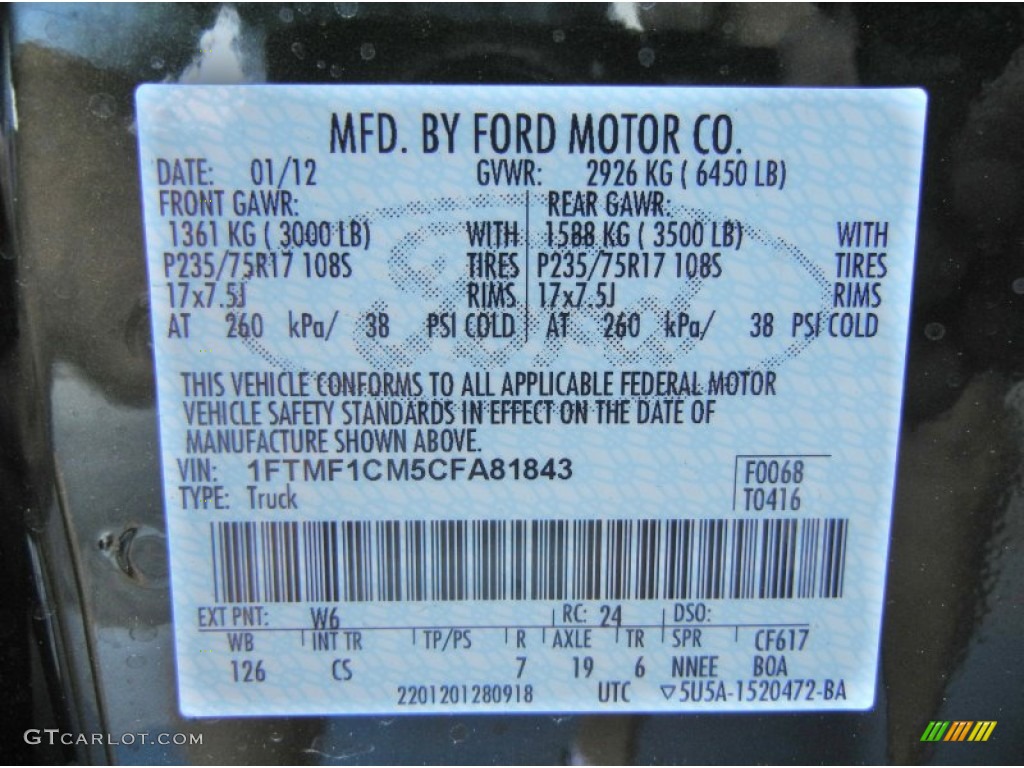 MFD. BY FORD MOTOR CO.
DATE: 01/12 GVWR: 2926 KG ( 6450 LB)
FRONT GAWR: REAR GAWR:
1361 KG ( 3000 LB) WITH 1588 KG ( 3500 LB) WITH
P235/75R17 108S TIRES P235/75R17 108S TIRES
17x7.5J RIMS 17x7.5J RIMS
AT 260 kPa/ 38 PSI COLD AT 260 kPa/ 38 PSI COLD
THIS VEHICLE CONFORMS TO ALL APPLICABLE FEDERAL MOTOR
VEHICLE SAFETY STANDARDS IN EFFECT ON THE DATE OF
MANUFACTURE SHOWN ABOVE.
VIN: 1FTMF1CM5CFA81843 F0068
TYPE: Truck T0416
EXT PNT: W6 RC: 24 DSO:
WB INT TR TP/PS R AXLE TR SPR CF617
126 CS 7 19 6 NNEE BOA
2201201280918 UTC ▽5U5A-1520472-BA
Ford
GTCARLOT.COM